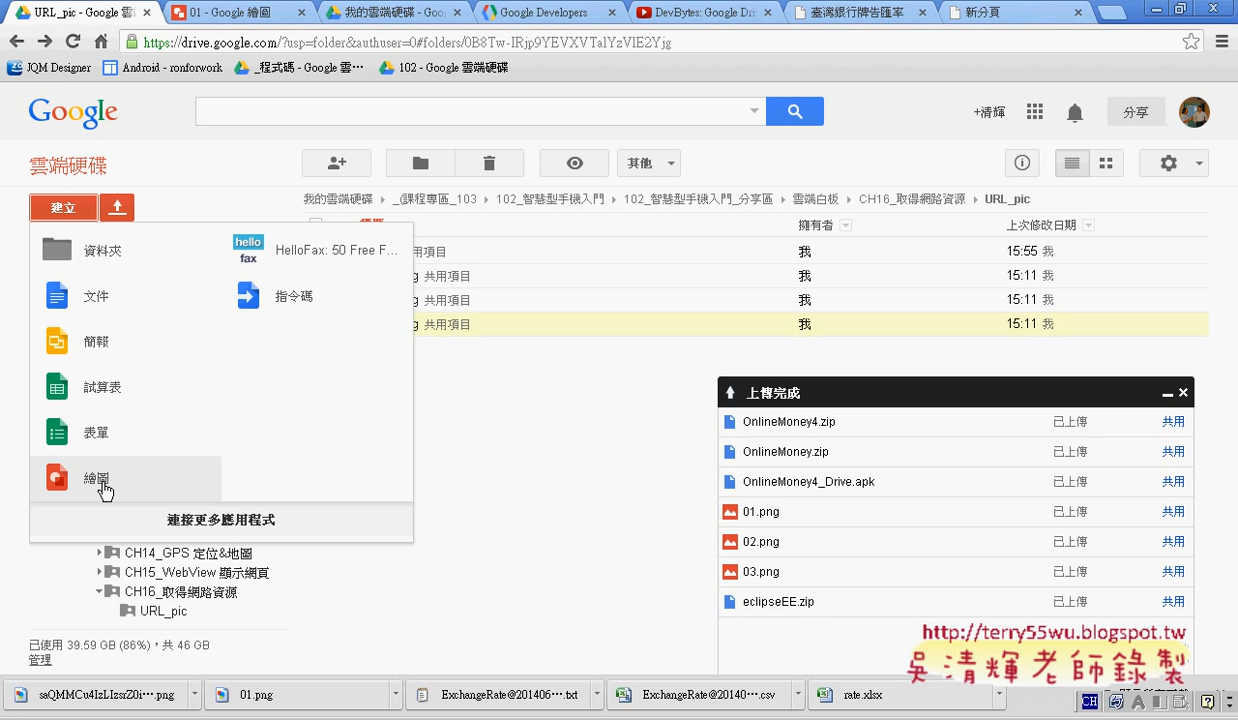 URL_pic - Google 雲
01 - Google 繪圖
我的雲端硬碟 - Goo
Google Developers
DevBytes: Google Drive
臺灣銀行牌告匯率
新分頁
https://drive.google.com/?usp=folder&authuser=0#folders/0B8Tw-IRjp9YEVXVTalYzVlE2Yjg
JQM Designer
Android - ronforwork
_程式碼 - Google 雲…
102 - Google 雲端硬碟
Google
+清輝
分享
雲端硬碟
其他
建立
我的雲端硬碟 ▸ _(課程專區_103 ▸ 102_智慧型手機入門 ▸ 102_智慧型手機入門_分享區 ▸ 雲端白板 ▸ CH16_取得網路資源 ▸ URL_pic
擁有者
上次修改日期
資料夾
hello fax
HelloFax: 50 Free F...
用項目
我
15:55 我
g 共用項目
我
15:11 我
文件
指令碼
g 共用項目
我
15:11 我
g 共用項目
我
15:11 我
簡報
試算表
表單
繪圖
連接更多應用程式
CH14_GPS 定位&地圖
CH15_WebView 顯示網頁
CH16_取得網路資源
URL_pic
已使用 39.59 GB (86%),共 46 GB
管理
上傳完成
OnlineMoney4.zip 已上傳 共用
OnlineMoney.zip 已上傳 共用
OnlineMoney4_Drive.apk 已上傳 共用
01.png 已上傳 共用
02.png 已上傳 共用
03.png 已上傳 共用
eclipseEE.zip 已上傳 共用
http://terry55wu.blogspot.tw
吳清輝老師錄製
saQMMCu4IzLIzsrZ0i….png
01.png
ExchangeRate@201406….txt
ExchangeRate@20140….csv
rate.xlsx
CH